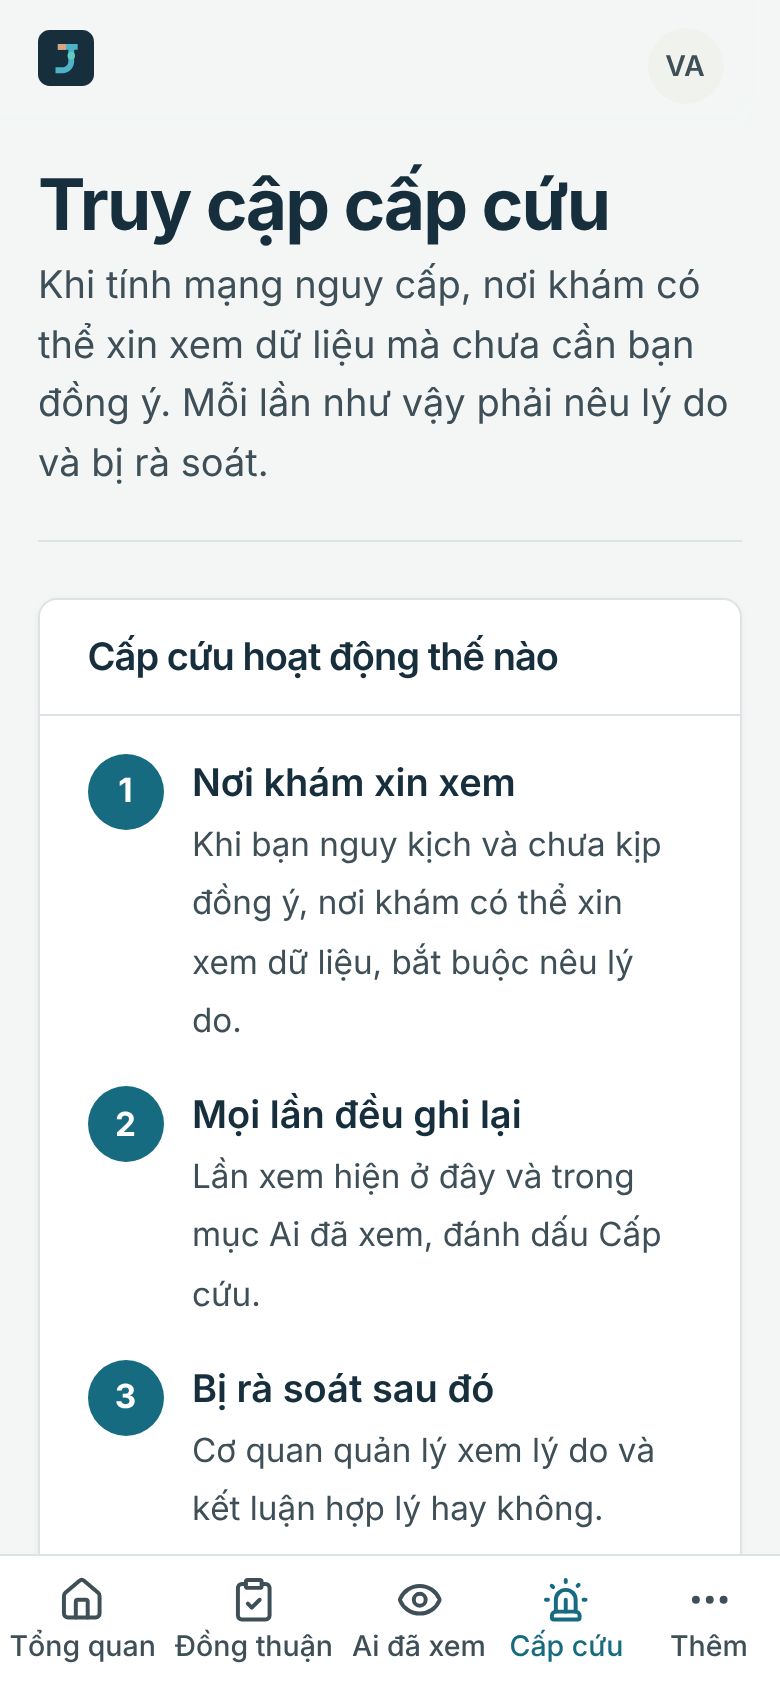 VA
Truy cập cấp cứu
Khi tính mạng nguy cấp, nơi khám có
thể xin xem dữ liệu mà chưa cần bạn
đồng ý. Mỗi lần như vậy phải nêu lý do
và bị rà soát.
Cấp cứu hoạt động thế nào
1
Nơi khám xin xem
Khi bạn nguy kịch và chưa kịp
đồng ý, nơi khám có thể xin
xem dữ liệu, bắt buộc nêu lý
do.
2
Mọi lần đều ghi lại
Lần xem hiện ở đây và trong
mục Ai đã xem, đánh dấu Cấp
cứu.
3
Bị rà soát sau đó
Cơ quan quản lý xem lý do và
kết luận hợp lý hay không.
Tổng quan
Đồng thuận
Ai đã xem
Cấp cứu
Thêm